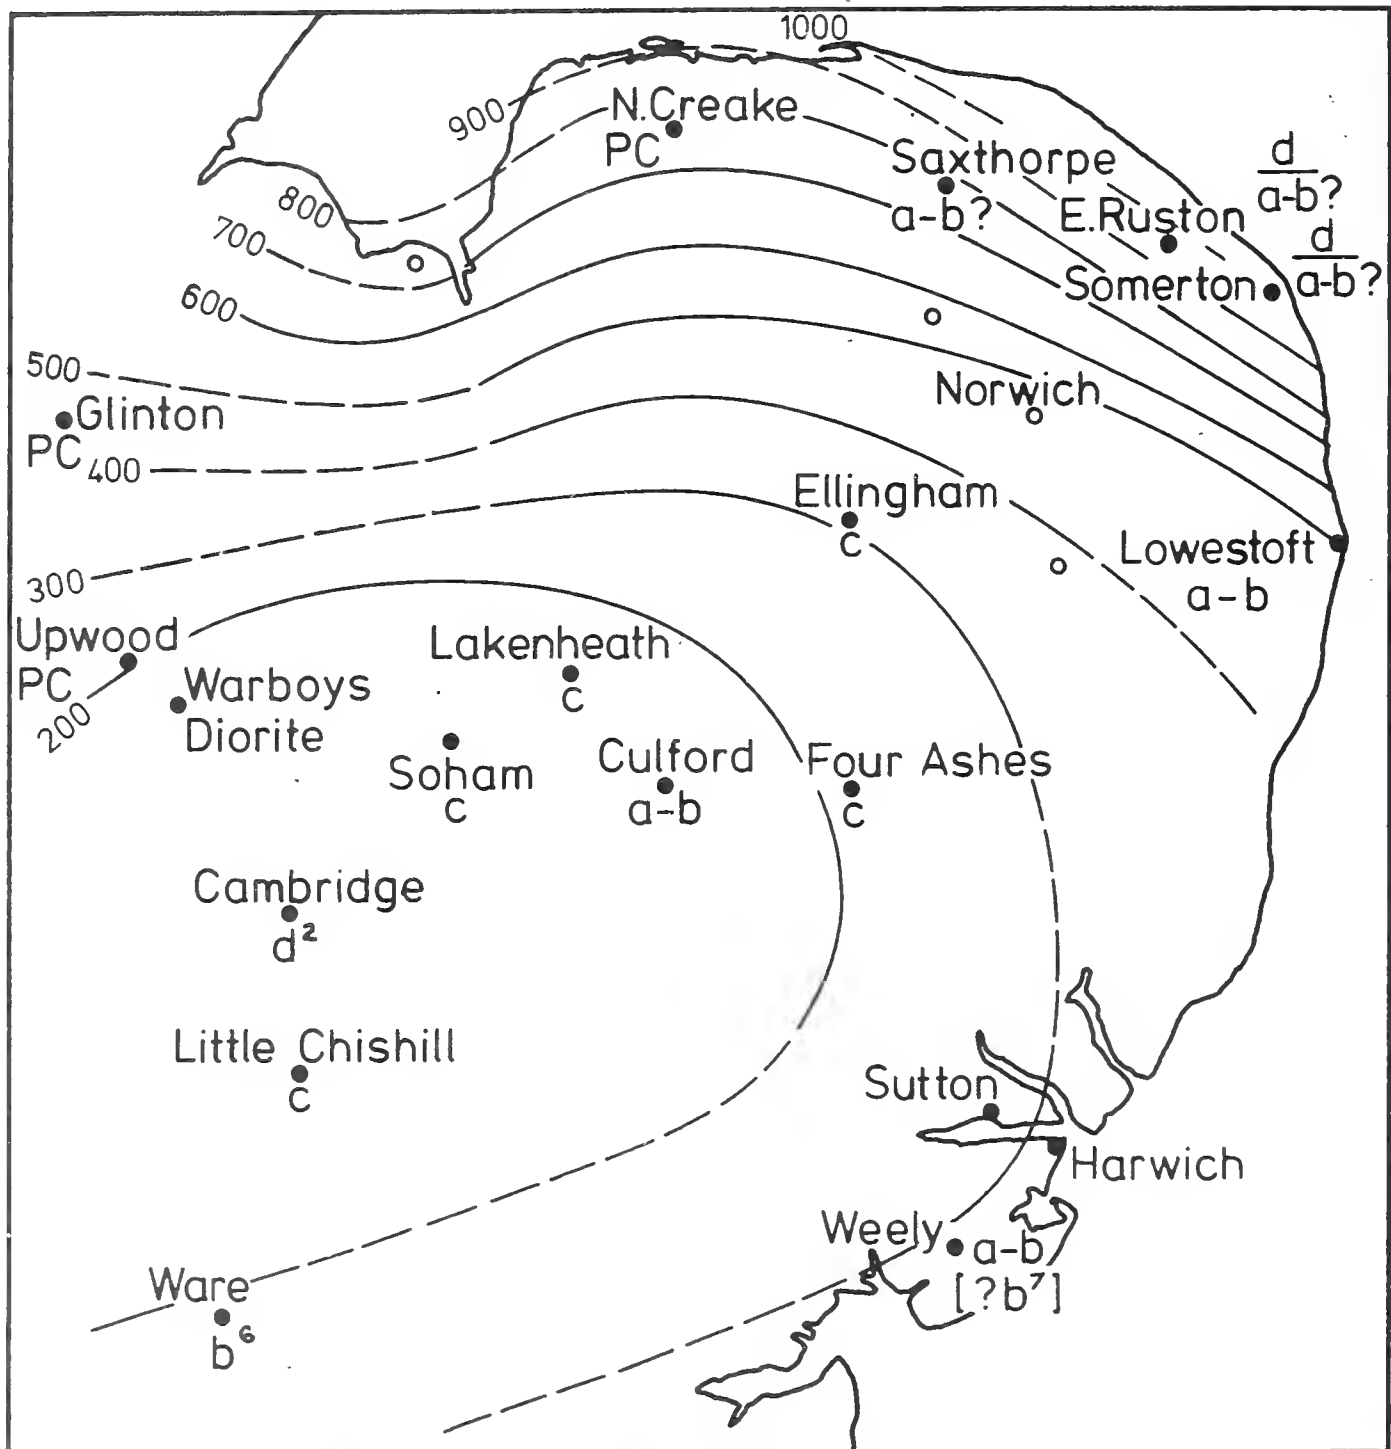 1000
900
N.Creake
PC
Saxthorpe
a-b?
d
a-b?
E.Ruston
d
a-b?
Somerton
800
700
600
500
Glinton
PC
400
Norwich
Ellingham
c
Lowestoft
a-b
300
Upwood
PC
200
Warboys
Diorite
Lakenheath
c
Soham
c
Culford
a-b
Four Ashes
c
Cambridge
d²
Little Chishill
c
Sutton
Harwich
Weely
a-b
[?b⁷]
Ware
b⁶